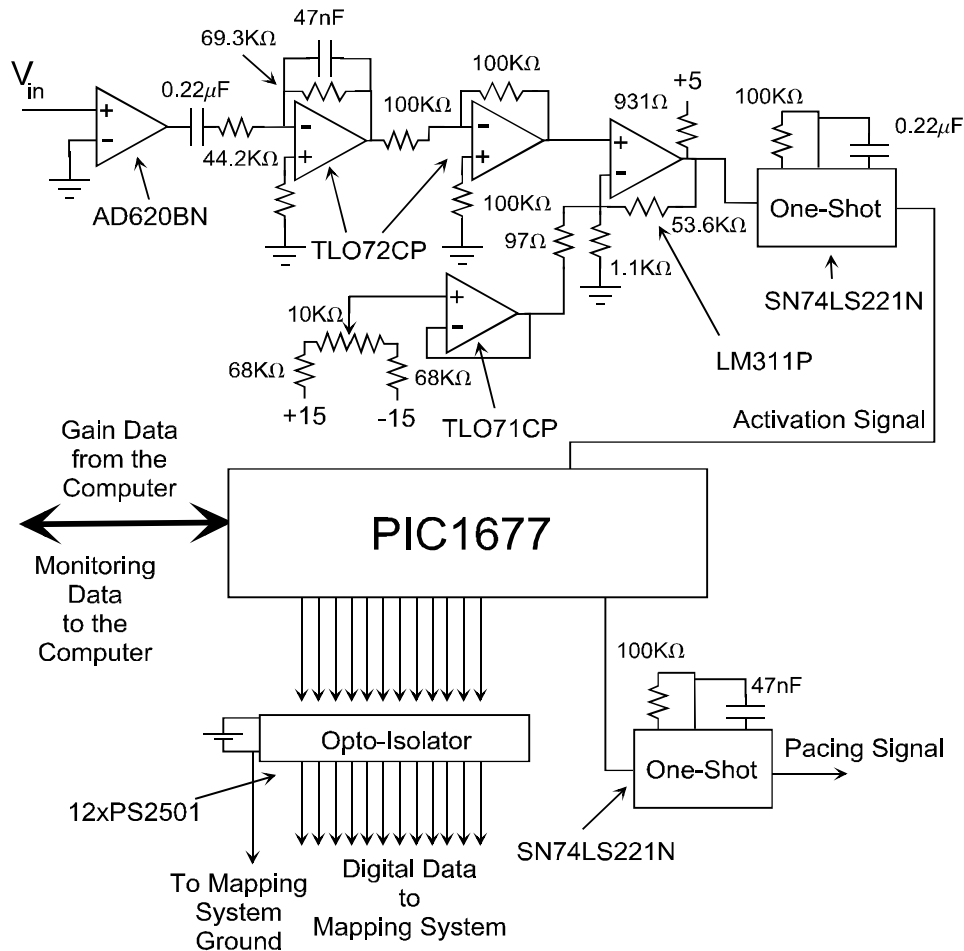 47nF
69.3KΩ
V_in
0.22μF
+
-
AD620BN
44.2KΩ
-
+
100KΩ
100KΩ
-
+
100KΩ
TLO72CP
931Ω
+5
+
-
97Ω
1.1KΩ
53.6KΩ
100KΩ
0.22μF
One-Shot
SN74LS221N
LM311P
10KΩ
+
-
68KΩ
68KΩ
+15
-15
TLO71CP
Activation Signal
Gain Data
from the
Computer
PIC1677
Monitoring
Data
to the
Computer
100KΩ
47nF
Opto-Isolator
One-Shot
Pacing Signal
12xPS2501
SN74LS221N
Digital Data
to
Mapping System
To Mapping
System
Ground